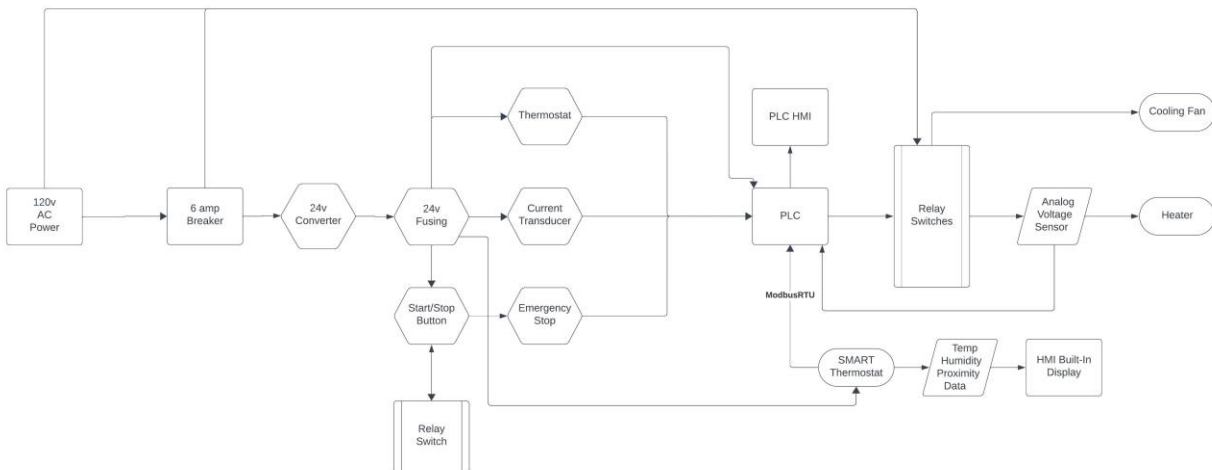 120v
AC
Power
6 amp
Breaker
24v
Converter
24v
Fusing
Thermostat
Current
Transducer
Start/Stop
Button
Emergency
Stop
Relay
Switch
PLC HMI
PLC
ModbusRTU
SMART
Thermostat
Relay
Switches
Analog
Voltage
Sensor
Cooling Fan
Heater
Temp
Humidity
Proximity
Data
HMI Built-In
Display